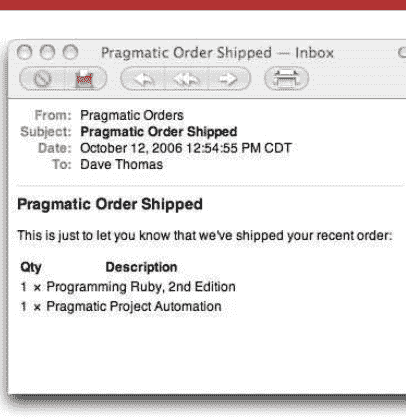 Pragmatic Order Shipped — Inbox
From: Pragmatic Orders
Subject: Pragmatic Order Shipped
Date: October 12, 2006 12:54:55 PM CDT
To: Dave Thomas
Pragmatic Order Shipped
This is just to let you know that we've shipped your recent order:
Qty Description
1 × Programming Ruby, 2nd Edition
1 × Pragmatic Project Automation